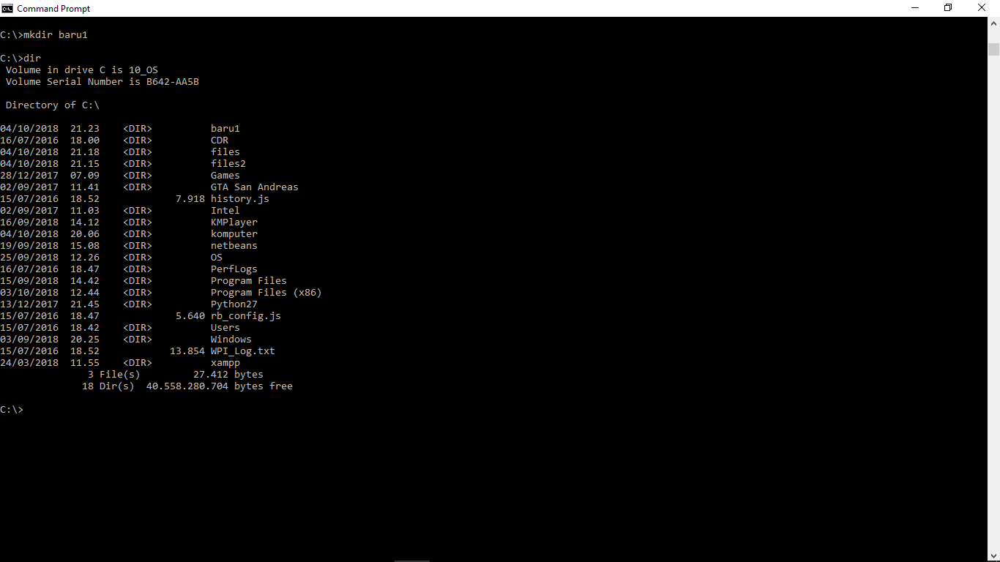 Command Prompt
C:\>mkdir baru1
C:\>dir
Volume in drive C is 10_OS
Volume Serial Number is B642-AA5B
Directory of C:\
04/10/2018  21.23    <DIR>          baru1
16/07/2016  18.00    <DIR>          CDR
04/10/2018  21.18    <DIR>          files
04/10/2018  21.15    <DIR>          files2
28/12/2017  07.09    <DIR>          Games
02/09/2017  11.41    <DIR>          GTA San Andreas
15/07/2016  18.52             7.918 history.js
02/09/2017  11.03    <DIR>          Intel
16/09/2018  14.12    <DIR>          KMPlayer
04/10/2018  20.06    <DIR>          komputer
19/09/2018  15.08    <DIR>          netbeans
25/09/2018  12.26    <DIR>          OS
16/07/2016  18.47    <DIR>          PerfLogs
15/09/2018  14.42    <DIR>          Program Files
03/10/2018  12.44    <DIR>          Program Files (x86)
13/12/2017  21.45    <DIR>          Python27
15/07/2016  18.47             5.640 rb_config.js
15/07/2016  18.42    <DIR>          Users
03/09/2018  20.25    <DIR>          Windows
15/07/2016  18.52            13.854 WPI_Log.txt
24/03/2018  11.55    <DIR>          xampp
3 File(s)         27.412 bytes
18 Dir(s)  40.558.280.704 bytes free
C:\>